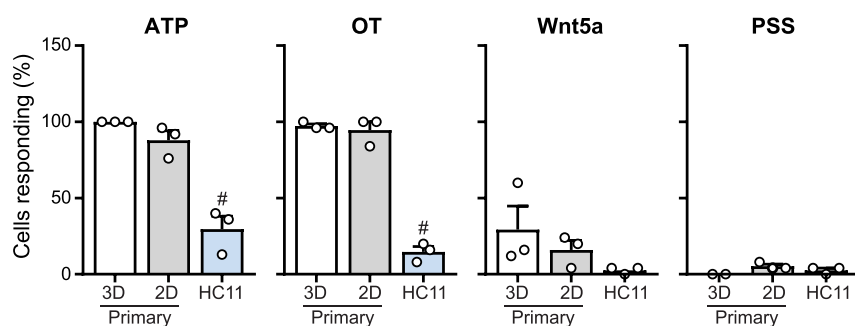 ATP OT Wnt5a PSS
Cells responding (%)
150
100
50
0
# #
3D 2D HC11 3D 2D HC11 3D 2D HC11 3D 2D HC11
Primary Primary Primary Primary